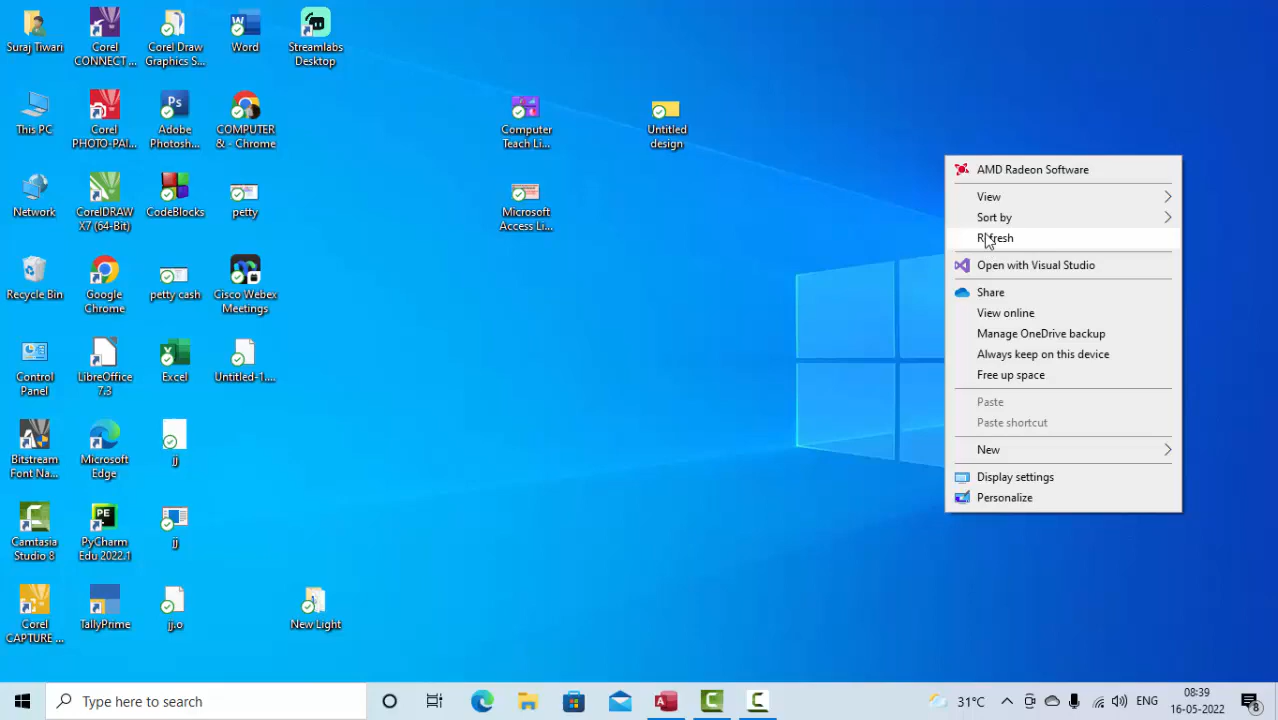 Suraj Tiwari
Corel
CONNECT ...
Corel Draw
Graphics S...
Word
Streamlabs
Desktop
This PC
Corel
PHOTO-PAI...
Adobe
Photosh...
COMPUTER
& - Chrome
Computer
Teach Li...
Untitled
design
Network
CorelDRAW
X7 (64-Bit)
CodeBlocks
petty
Microsoft
Access Li...
Recycle Bin
Google
Chrome
petty cash
Cisco Webex
Meetings
Control
Panel
LibreOffice
7.3
Excel
Untitled-1....
Bitstream
Font Na...
Microsoft
Edge
jj
Camtasia
Studio 8
PyCharm
Edu 2022.1
jj
Corel
CAPTURE ...
TallyPrime
jj.o
New Light
AMD Radeon Software
View
Sort by
Refresh
Open with Visual Studio
Share
View online
Manage OneDrive backup
Always keep on this device
Free up space
Paste
Paste shortcut
New
Display settings
Personalize
Type here to search
31°C
ENG
08:39
16-05-2022
8